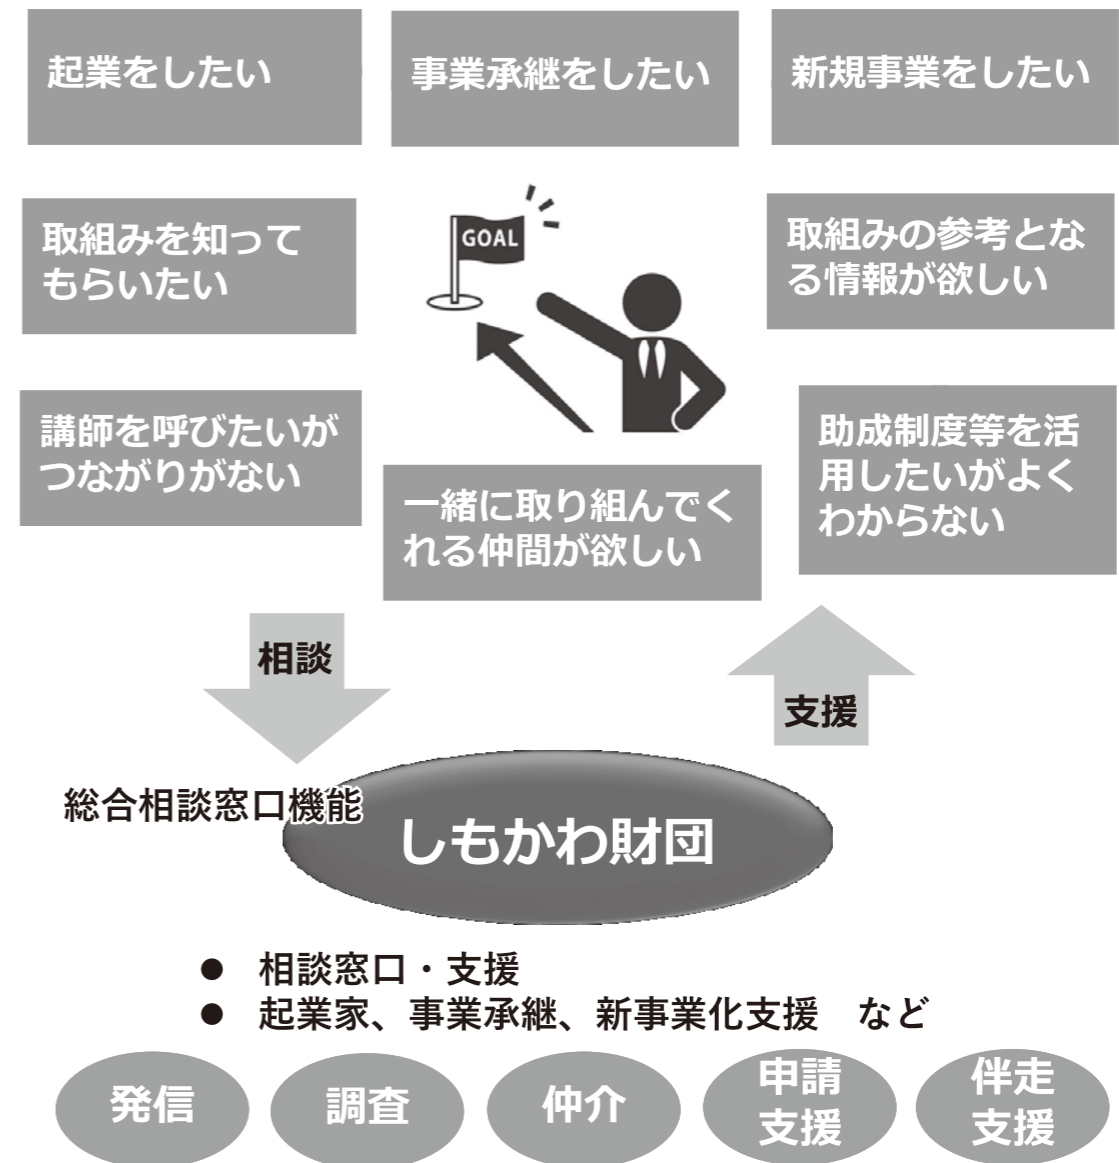 起業をしたい
事業承継をしたい
新規事業をしたい
取組みを知って
もらいたい
GOAL
取組みの参考とな
る情報が欲しい
講師を呼びたいが
つながりがない
一緒に取り組んでく
れる仲間が欲しい
助成制度等を活
用したいがよく
わからない
相談
支援
総合相談窓口機能
しもかわ財団
● 相談窓口・支援
● 起業家、事業承継、新事業化支援　など
発信
調査
仲介
申請
支援
伴走
支援